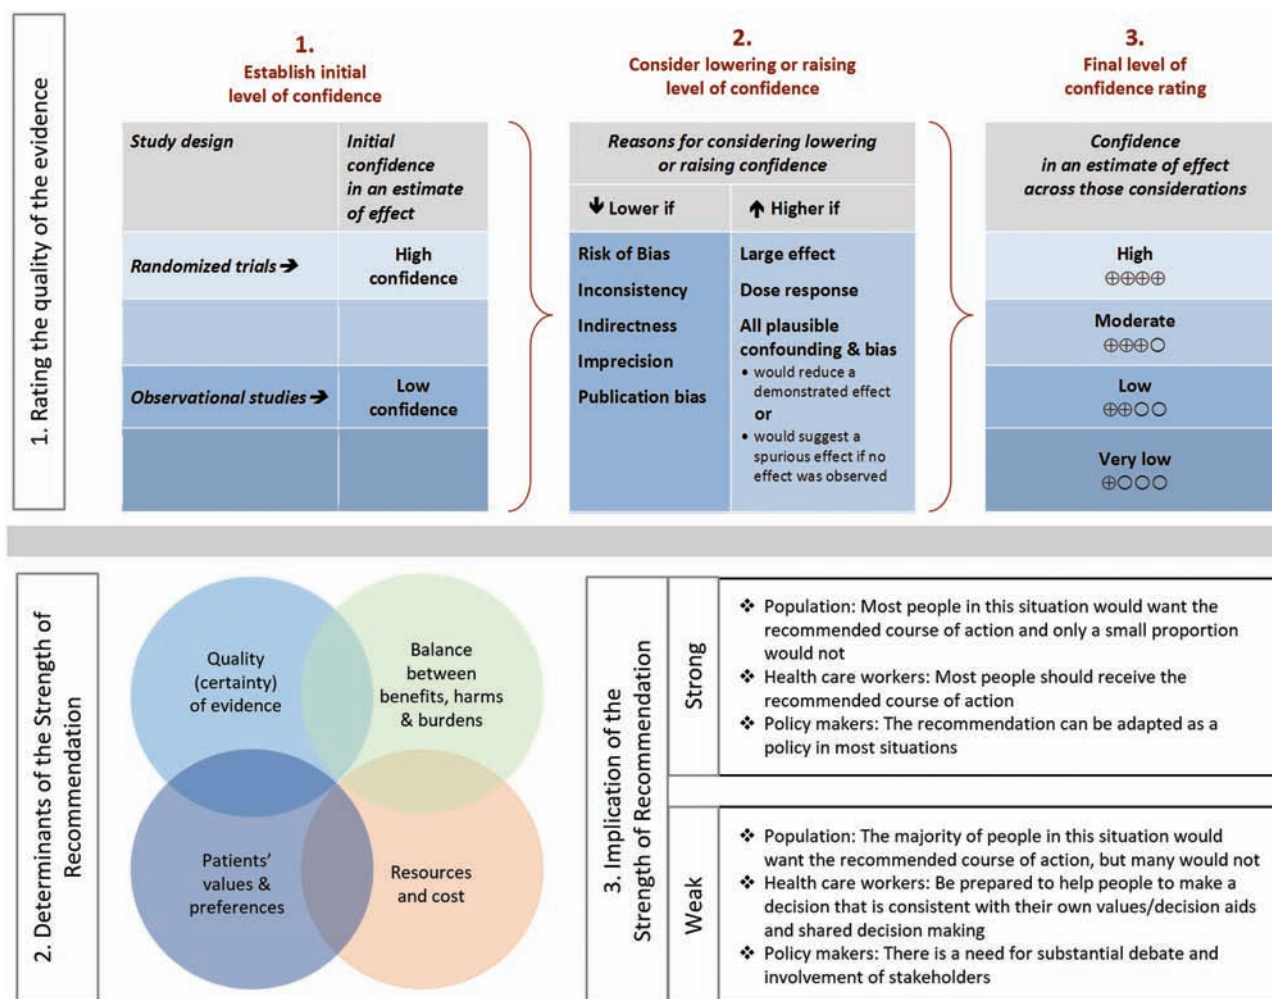 1. Rating the quality of the evidence
1.
Establish initial
level of confidence
Study design
Initial
confidence
in an estimate
of effect
Randomized trials ➔
High
confidence
Observational studies ➔
Low
confidence
2.
Consider lowering or raising
level of confidence
Reasons for considering lowering
or raising confidence
🡻 Lower if
🡹 Higher if
Risk of Bias
Inconsistency
Indirectness
Imprecision
Publication bias
Large effect
Dose response
All plausible
confounding & bias
• would reduce a
demonstrated effect
or
• would suggest a
spurious effect if no
effect was observed
3.
Final level of
confidence rating
Confidence
in an estimate of effect
across those considerations
High
⊕⊕⊕⊕
Moderate
⊕⊕⊕○
Low
⊕⊕○○
Very low
⊕○○○
2. Determinants of the Strength of
Recommendation
Quality
(certainty)
of evidence
Balance
between
benefits, harms
& burdens
Patients'
values &
preferences
Resources
and cost
3. Implication of the
Strength of Recommendation
Strong
❖ Population: Most people in this situation would want the
recommended course of action and only a small proportion
would not
❖ Health care workers: Most people should receive the
recommended course of action
❖ Policy makers: The recommendation can be adapted as a
policy in most situations
Weak
❖ Population: The majority of people in this situation would
want the recommended course of action, but many would not
❖ Health care workers: Be prepared to help people to make a
decision that is consistent with their own values/decision aids
and shared decision making
❖ Policy makers: There is a need for substantial debate and
involvement of stakeholders